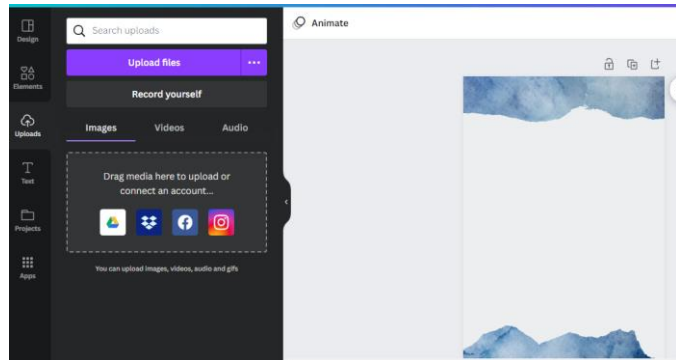 Design
Elements
Uploads
Text
Projects
Apps
Search uploads
Upload files
Record yourself
Images Videos Audio
Drag media here to upload or
connect an account...
You can upload images, videos, audio and gifs
Animate